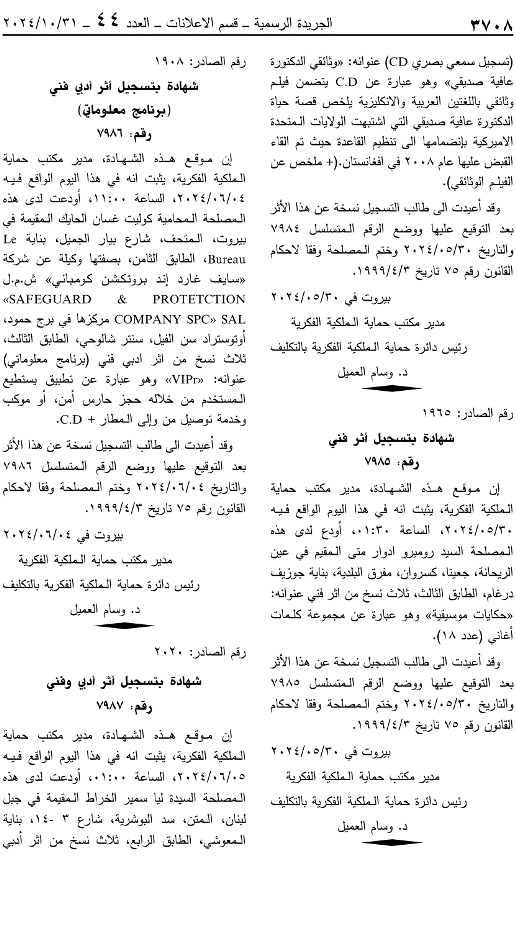 ٣٧٠٨
الجريدة الرسمية – قسم الاعلانات – العدد ٤٤ – ٢٠٢٤/١٠/٣١
(تسجيل سمعي بصري CD) عنوانه: «وثائقي الدكتورة
عافية صديقي» وهو عبارة عن C.D يتضمن فيلم
وثائقي باللغتين العربية والانكليزية يلخص قصة حياة
الدكتورة عافية صديقي التي اشتبهت الولايات المتحدة
الاميركية بإنضمامها الى تنظيم القاعدة حيث تم القاء
القبض عليها عام ٢٠٠٨ في افغانستان.(+ ملخص عن
الفيلم الوثائقي).
وقد أعيدت الى طالب التسجيل نسخة عن هذا الأثر
بعد التوقيع عليها ووضع الرقم المتسلسل ٧٩٨٤
والتاريخ ٢٠٢٤/٠٥/٣٠ وختم المصلحة وفقا لاحكام
القانون رقم ٧٥ تاريخ ١٩٩٩/٤/٣.
بيروت في ٢٠٢٤/٠٥/٣٠
مدير مكتب حماية الملكية الفكرية
رئيس دائرة حماية الملكية الفكرية بالتكليف
د. وسام العميل
رقم الصادر: ١٩٦٥
شهادة بتسجيل أثر فني
رقم: ٧٩٨٥
إن موقع هذه الشهادة، مدير مكتب حماية
الملكية الفكرية، يثبت انه في هذا اليوم الواقع فيه
٢٠٢٤/٠٥/٣٠، الساعة ٠١:٣٠، أودع لدى هذه
المصلحة السيد روميرو ادوار متى المقيم في عين
الريحانة، جعيتا، كسروان، مفرق البلدية، بناية جوزيف
درغام، الطابق الثالث، ثلاث نسخ من اثر فني عنوانه:
«حكايات موسيقية» وهو عبارة عن مجموعة كلمات
أغاني (عدد ١٨).
وقد أعيدت الى طالب التسجيل نسخة عن هذا الأثر
بعد التوقيع عليها ووضع الرقم المتسلسل ٧٩٨٥
والتاريخ ٢٠٢٤/٠٥/٣٠ وختم المصلحة وفقا لاحكام
القانون رقم ٧٥ تاريخ ١٩٩٩/٤/٣.
بيروت في ٢٠٢٤/٠٥/٣٠
مدير مكتب حماية الملكية الفكرية
رئيس دائرة حماية الملكية الفكرية بالتكليف
د. وسام العميل
رقم الصادر: ١٩٠٨
شهادة بتسجيل أثر أدبي فني
(برنامج معلوماتي)
رقم: ٧٩٨٦
إن موقع هذه الشهادة، مدير مكتب حماية
الملكية الفكرية، يثبت انه في هذا اليوم الواقع فيه
٢٠٢٤/٠٦/٠٤، الساعة ١١:٠٠، أودعت لدى هذه
المصلحة المحامية كوليت غسان الحايك المقيمة في
بيروت، المتحف، شارع بيار الجميل، بناية Le
Bureau، الطابق الثامن، بصفتها وكيلة عن شركة
«سايف غارد إند بروتكشن كومباني» ش.م.ل
«SAFEGUARD & PROTETCTION
COMPANY SPC» SAL مركزها في برج حمود،
أوتوستراد سن الفيل، سنتر شالوحي، الطابق الثالث،
ثلاث نسخ من اثر ادبي فني (برنامج معلوماتي)
عنوانه: «VIPr» وهو عبارة عن تطبيق يستطيع
المستخدم من خلاله حجز حارس أمن، أو موكب
وخدمة توصيل من وإلى المطار + C.D.
وقد أعيدت الى طالب التسجيل نسخة عن هذا الأثر
بعد التوقيع عليها ووضع الرقم المتسلسل ٧٩٨٦
والتاريخ ٢٠٢٤/٠٦/٠٤ وختم المصلحة وفقا لاحكام
القانون رقم ٧٥ تاريخ ١٩٩٩/٤/٣.
بيروت في ٢٠٢٤/٠٦/٠٤
مدير مكتب حماية الملكية الفكرية
رئيس دائرة حماية الملكية الفكرية بالتكليف
د. وسام العميل
رقم الصادر: ٢٠٢٠
شهادة بتسجيل أثر أدبي وفني
رقم: ٧٩٨٧
إن موقع هذه الشهادة، مدير مكتب حماية
الملكية الفكرية، يثبت انه في هذا اليوم الواقع فيه
٢٠٢٤/٠٦/٠٥، الساعة ٠١:٠٠، أودعت لدى هذه
المصلحة السيدة ليا سمير الخراط المقيمة في جبل
لبنان، المتن، سد البوشرية، شارع ٣ -١٤، بناية
المعوشي، الطابق الرابع، ثلاث نسخ من اثر أدبي